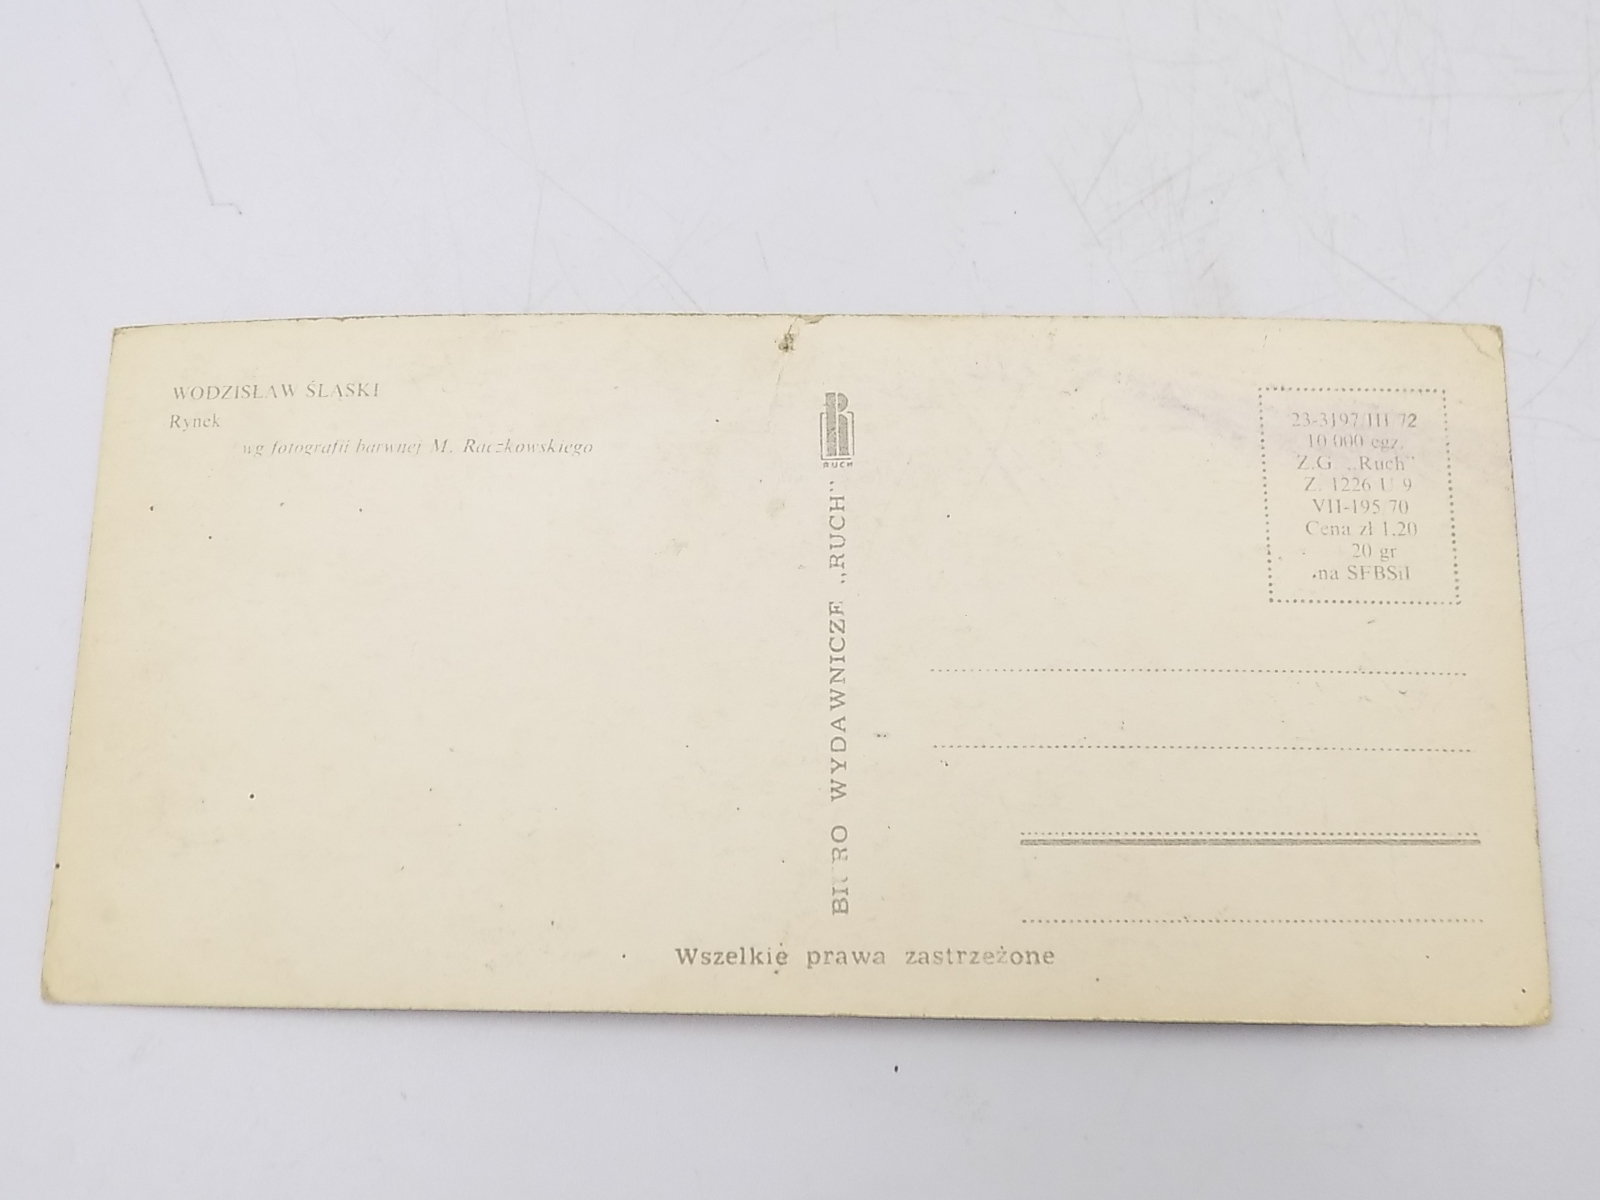 WODZISŁAW ŚLĄSKI
Rynek
wg fotografii barwnej M. Raczkowskiego
RUCH
BIURO WYDAWNICZE „RUCH”
23-3197/III 72
10 000 egz.
Z.G. „Ruch”
Z. 1226 U 9
VII-195 70
Cena zł 1,20
20 gr
na SFBSiI
Wszelkie prawa zastrzeżone